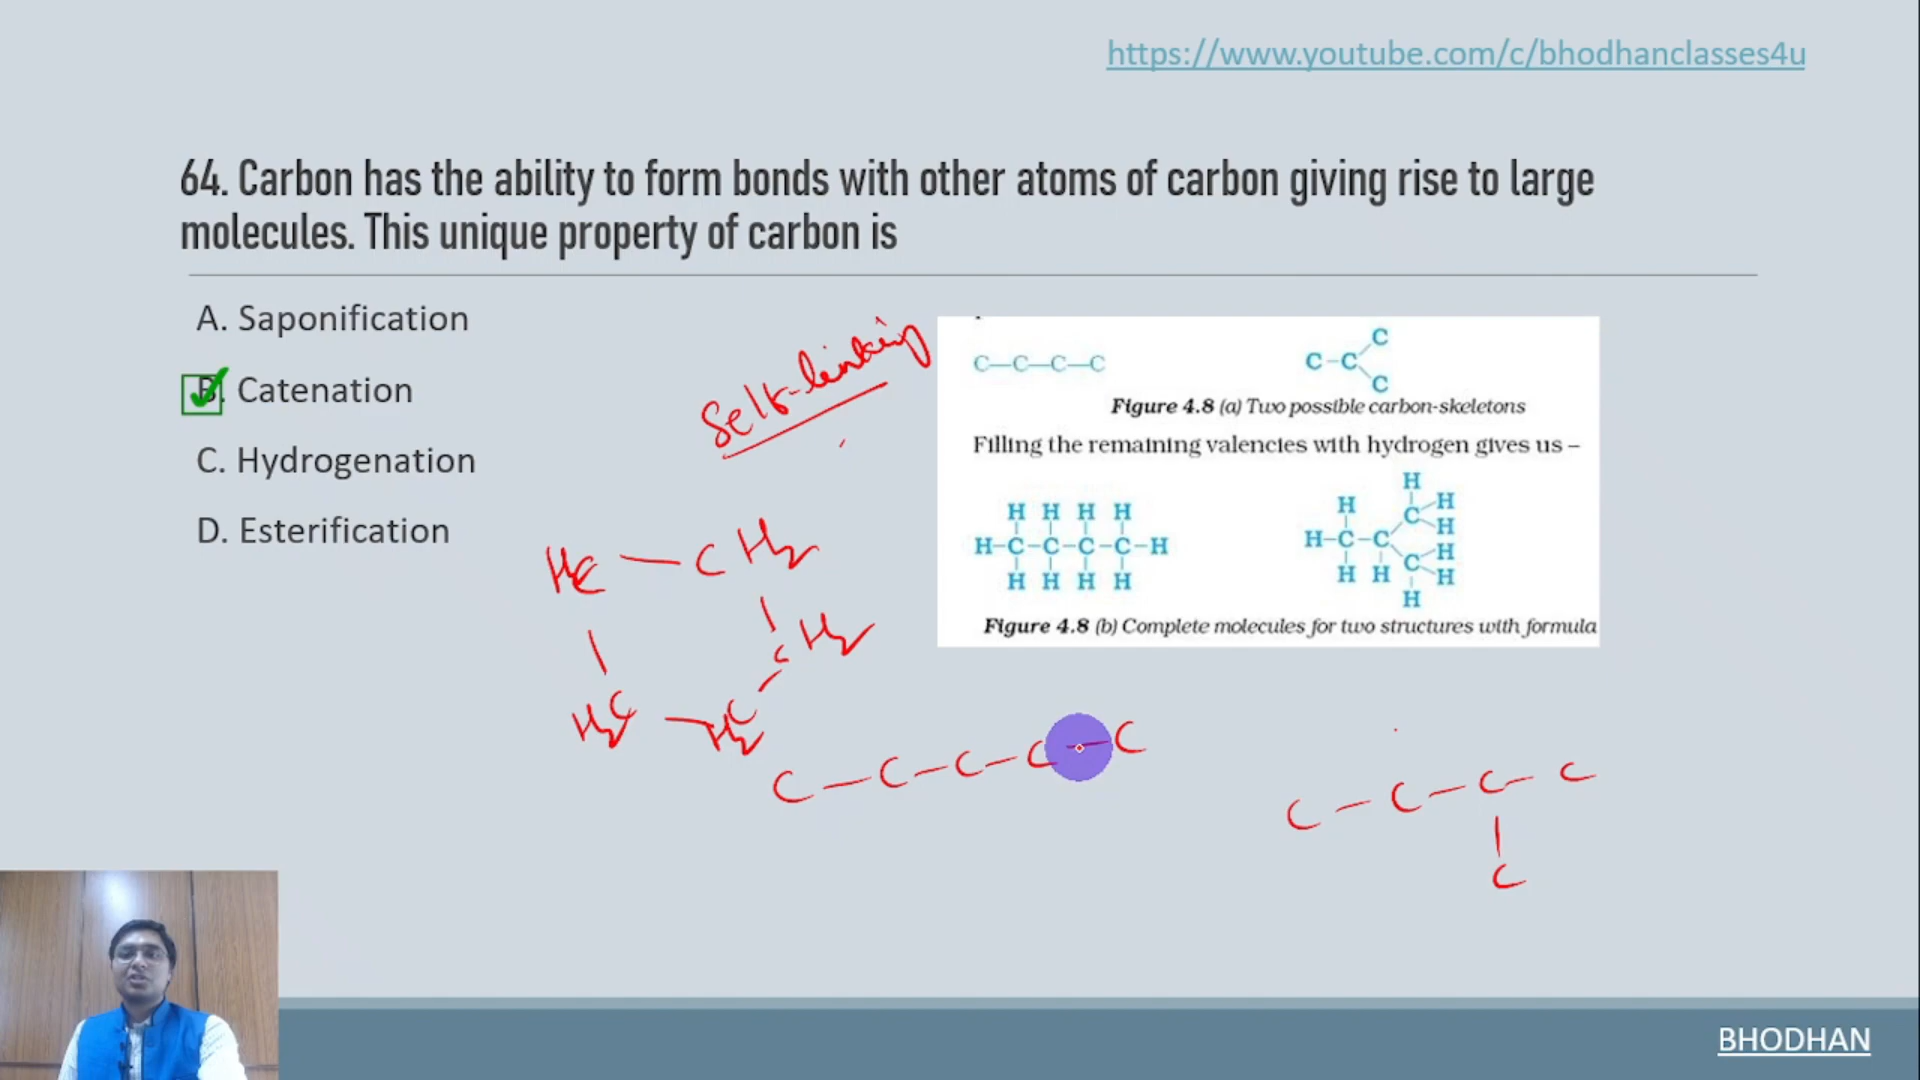 https://www.youtube.com/c/bhodhanclasses4u
64. Carbon has the ability to form bonds with other atoms of carbon giving rise to large
molecules. This unique property of carbon is
A. Saponification
B. Catenation
C. Hydrogenation
D. Esterification
Self-linking
C—C—C—C
C
C-C
C
Figure 4.8 (a) Two possible carbon-skeletons
Filling the remaining valencies with hydrogen gives us –
H H H H
H-C-C-C-C-H
H H H H
H
H
H
C
H
H-C-C
H
C
H
H
H
H
H
Figure 4.8 (b) Complete molecules for two structures with formula
CH2
CH2
H2C
H2C
C — C — C — C — C
C — C — C — C
C
BHODHAN